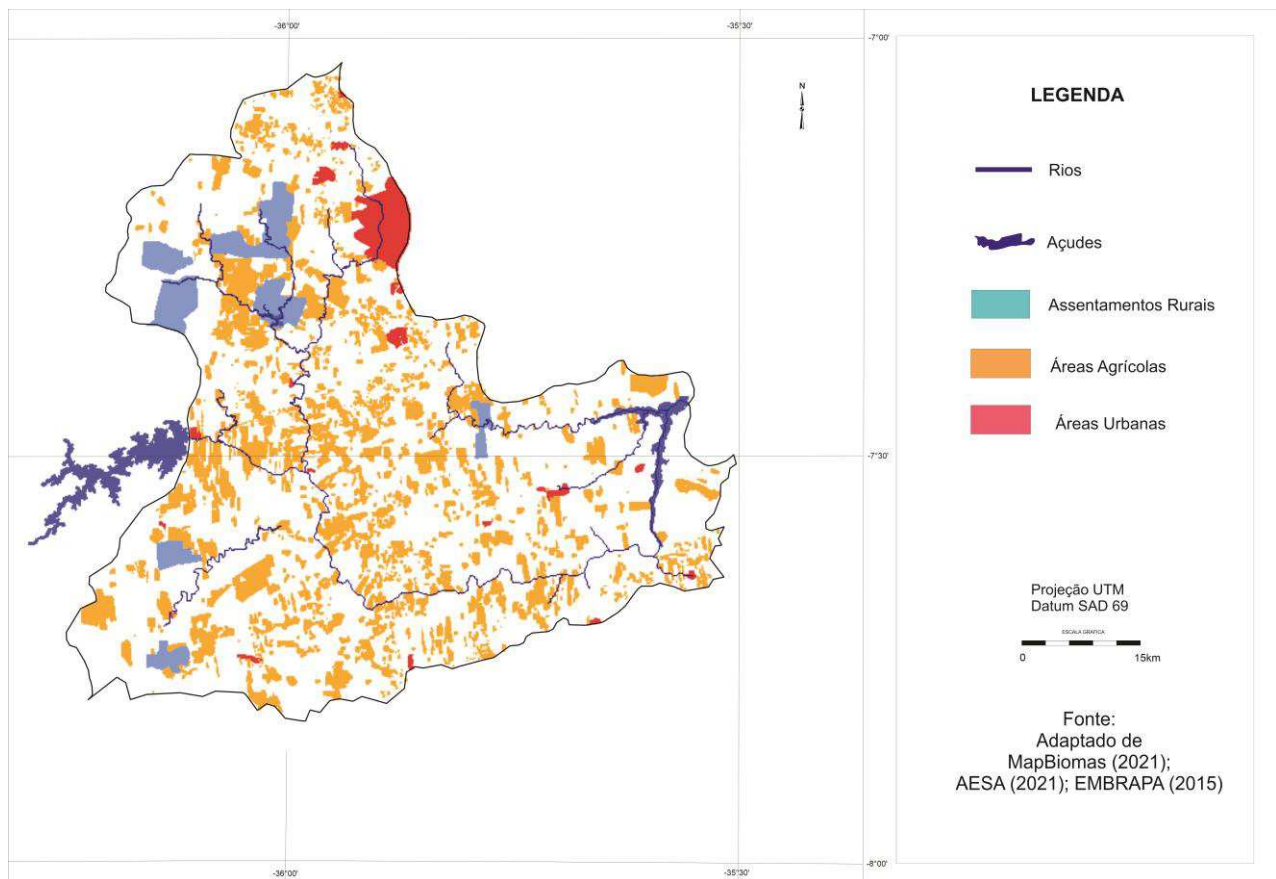 -36°00'
-35°30'
-7°00'
N
LEGENDA
Rios
Açudes
Assentamentos Rurais
Áreas Agrícolas
Áreas Urbanas
-7°30'
Projeção UTM
Datum SAD 69
ESCALA GRAFICA
0 15km
Fonte:
Adaptado de
MapBiomas (2021);
AESA (2021); EMBRAPA (2015)
-8°00'
-36°00'
-35°30'